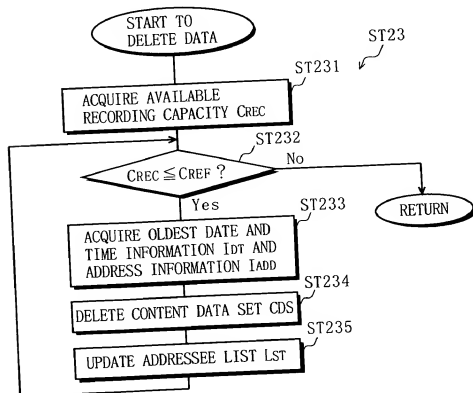 START TO
DELETE DATA
ST23
ST231
ACQUIRE AVAILABLE
RECORDING CAPACITY CREC
ST232
CREC≦CREF ?
No
Yes
RETURN
ST233
ACQUIRE OLDEST DATE AND
TIME INFORMATION IDT AND
ADDRESS INFORMATION IADD
ST234
DELETE CONTENT DATA SET CDS
ST235
UPDATE ADDRESSEE LIST LST